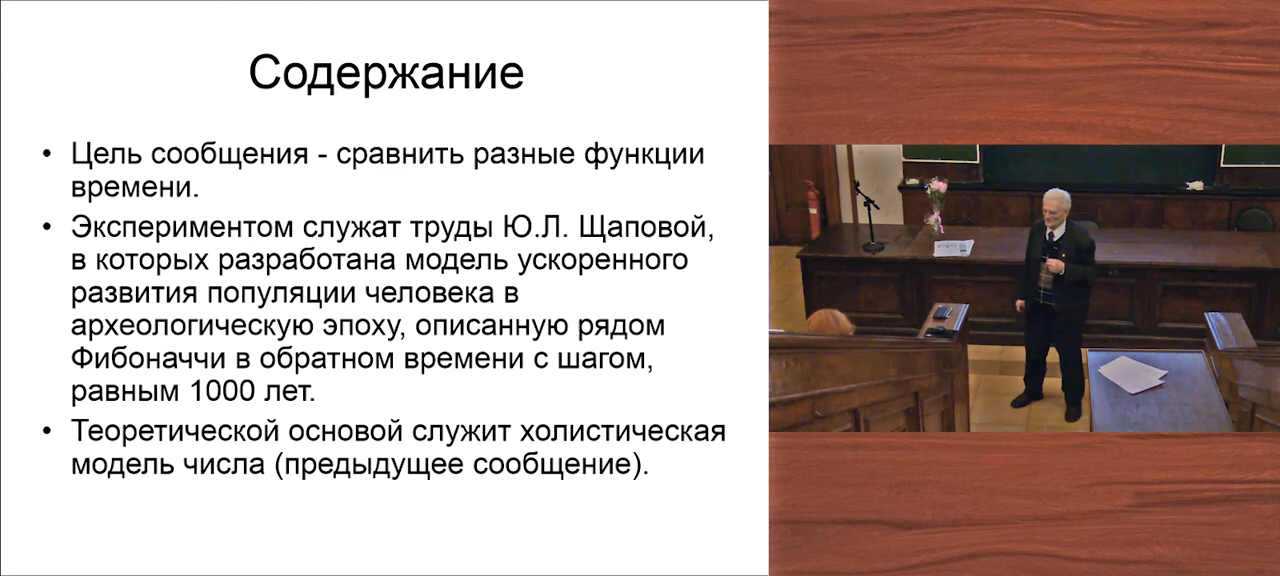 Содержание
• Цель сообщения - сравнить разные функции
времени.
• Экспериментом служат труды Ю.Л. Щаповой,
в которых разработана модель ускоренного
развития популяции человека в
археологическую эпоху, описанную рядом
Фибоначчи в обратном времени с шагом,
равным 1000 лет.
• Теоретической основой служит холистическая
модель числа (предыдущее сообщение).